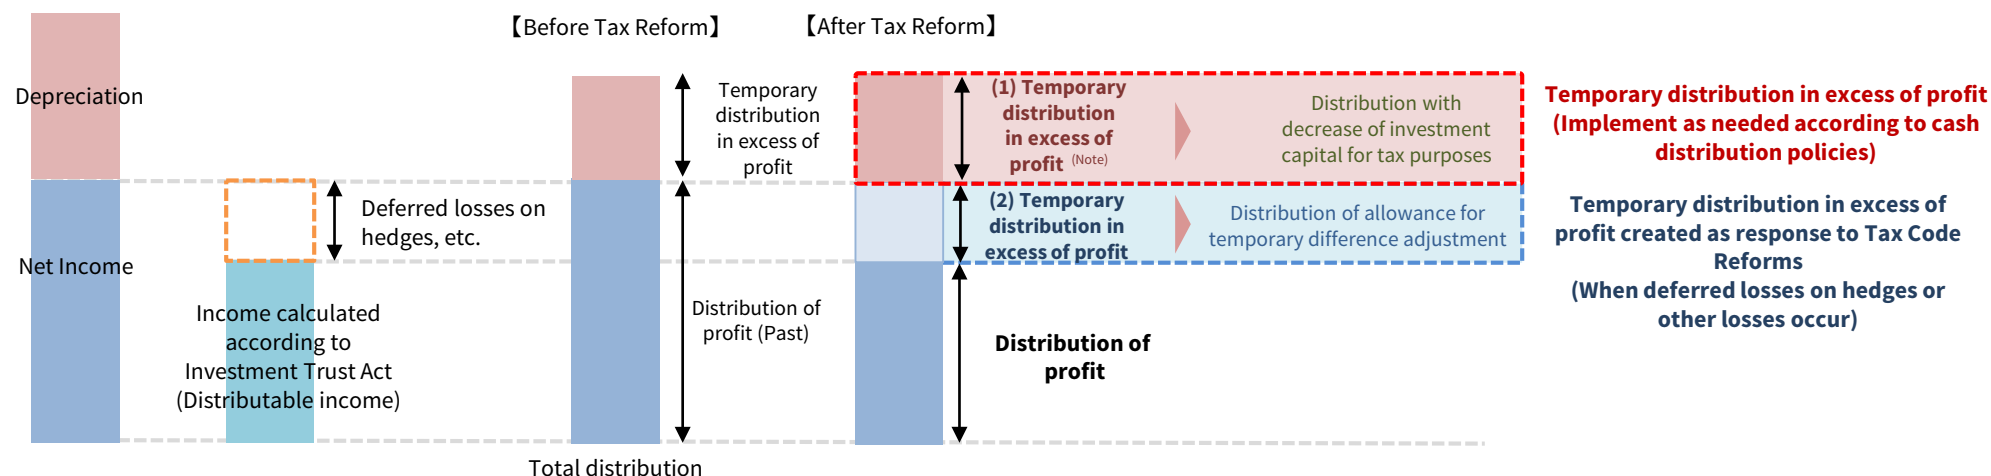 【Before Tax Reform】
【After Tax Reform】
Depreciation
Net Income
Deferred losses on
hedges, etc.
Income calculated
according to
Investment Trust Act
(Distributable income)
Temporary
distribution
in excess of
profit
Distribution of
profit (Past)
Total distribution
(1) Temporary
distribution
in excess of
profit (Note)
Distribution with
decrease of investment
capital for tax purposes
(2) Temporary
distribution in
excess of profit
Distribution of allowance for
temporary difference adjustment
Distribution of
profit
Temporary distribution in excess of profit
(Implement as needed according to cash
distribution policies)
Temporary distribution in excess of
profit created as response to Tax Code
Reforms
(When deferred losses on hedges or
other losses occur)